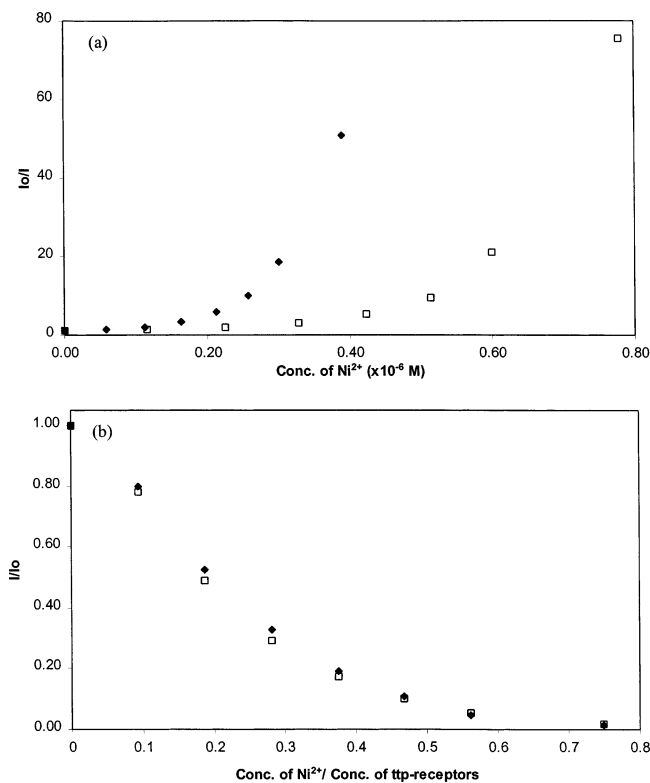 80
(a)
60
40
20
0
Io/I
0.00 0.20 0.40 0.60 0.80
Conc. of Ni²⁺ (x10⁻⁶ M)
1.00
(b)
0.80
0.60
0.40
0.20
0.00
I/Io
0 0.1 0.2 0.3 0.4 0.5 0.6 0.7 0.8
Conc. of Ni²⁺/ Conc. of ttp-receptors